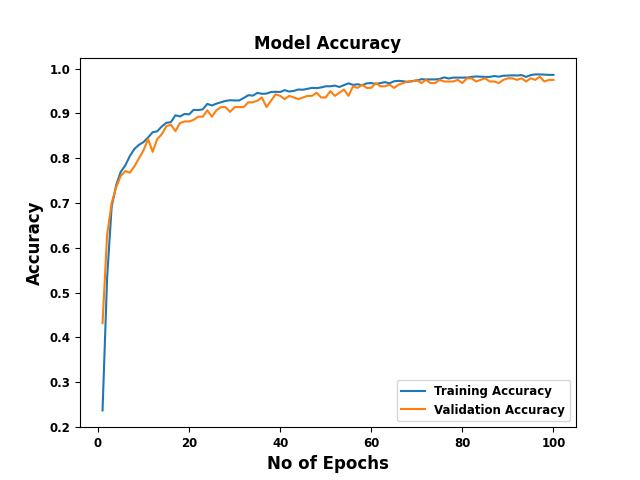 Model Accuracy
1.0
0.9
0.8
0.7
0.6
0.5
0.4
0.3
0.2
Accuracy
0 20 40 60 80 100
No of Epochs
Training Accuracy
Validation Accuracy